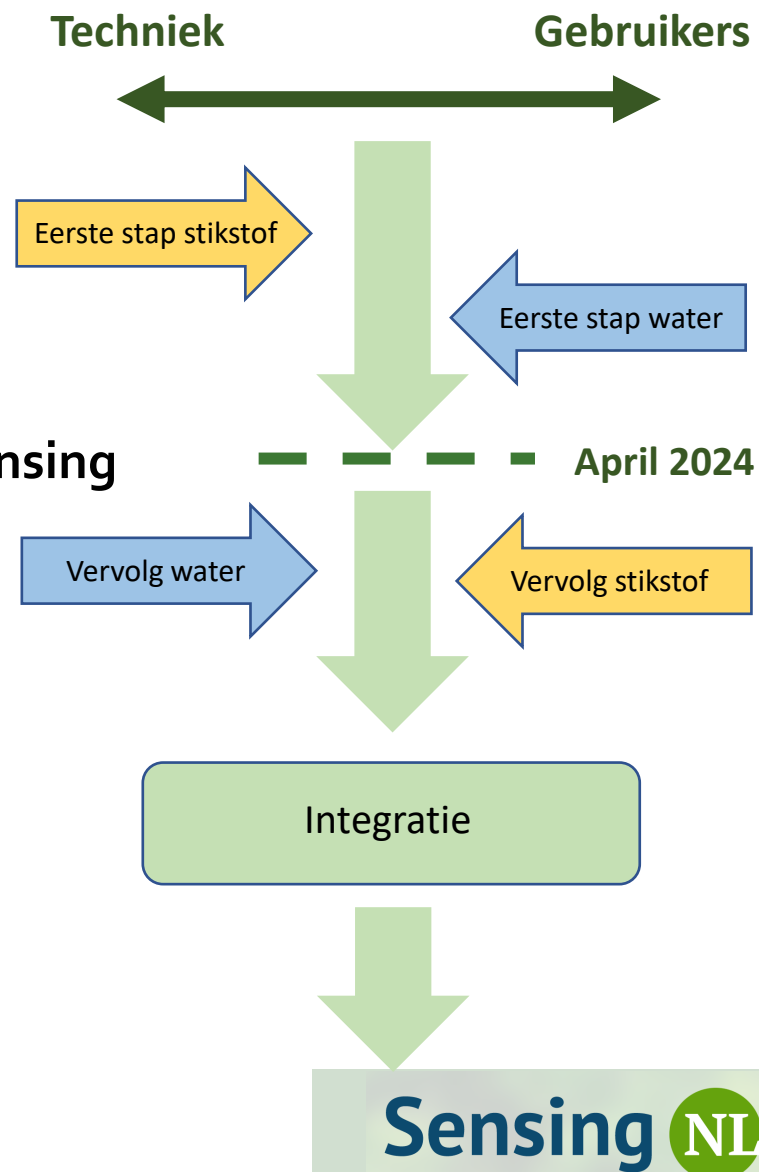 Techniek
Gebruikers
Eerste stap stikstof
Eerste stap water
nsing
April 2024
Vervolg water
Vervolg stikstof
Integratie
Sensing NL